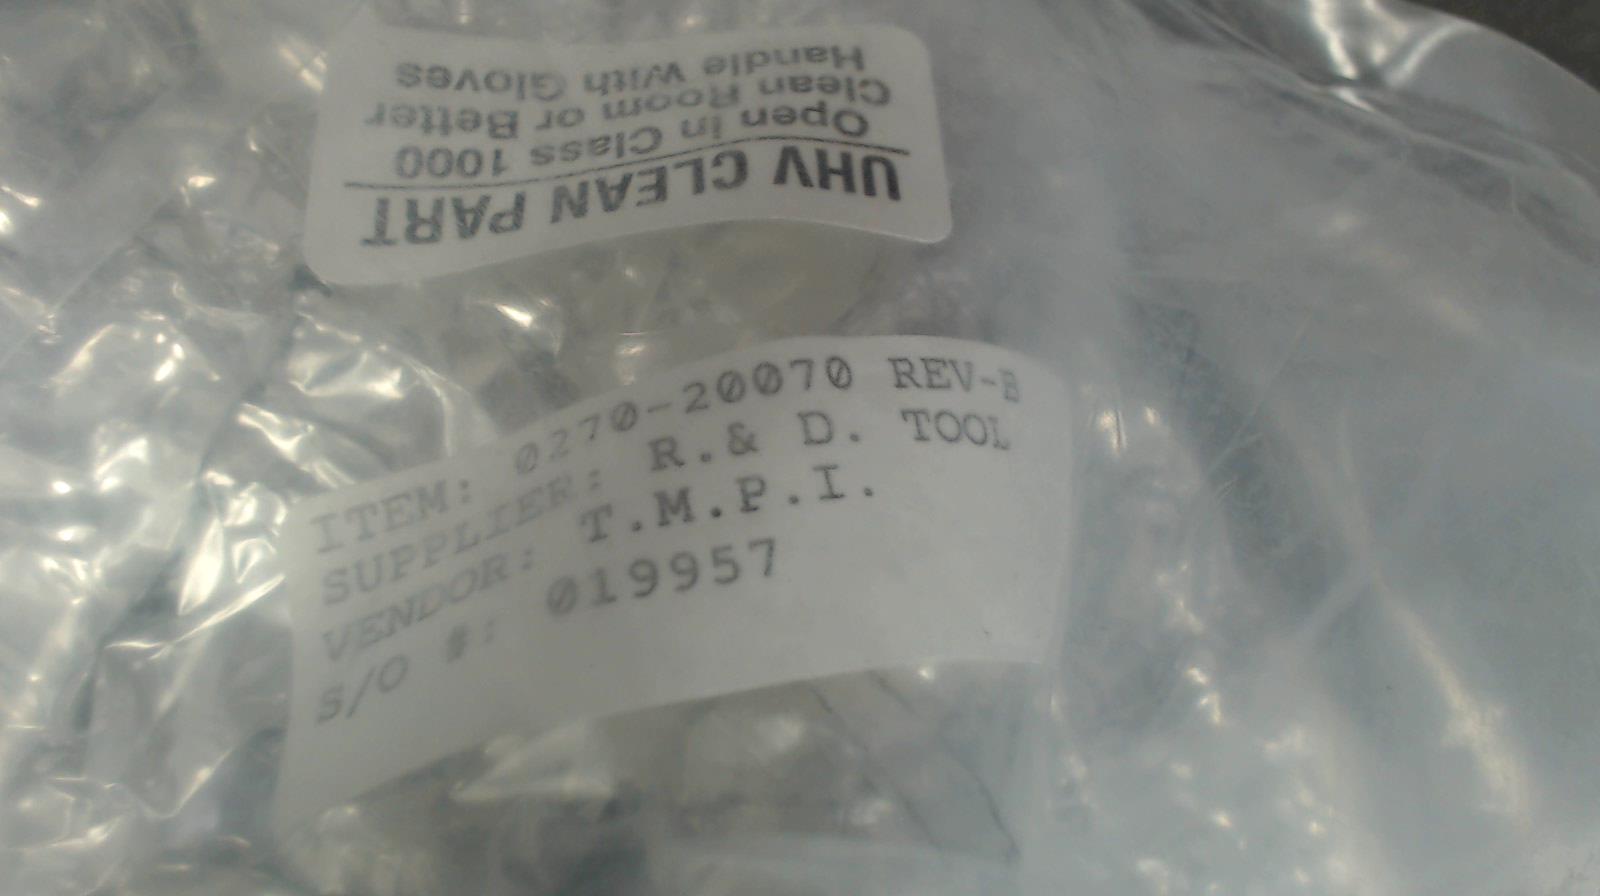 UHV CLEAN PART
Open in Class 1000
Clean Room or Better
Handle With Gloves
ITEM: 0270-20070 REV-B
SUPPLIER: R.& D. TOOL
VENDOR: T.M.P.I.
S/O #: 019957